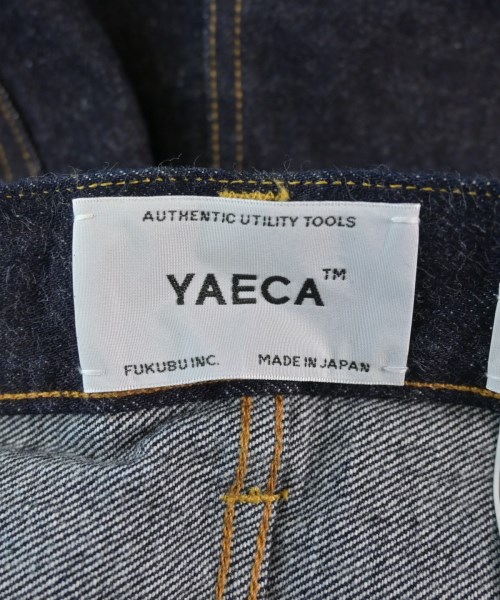 AUTHENTIC UTILITY TOOLS
YAECA™
FUKUBU INC. MADE IN JAPAN